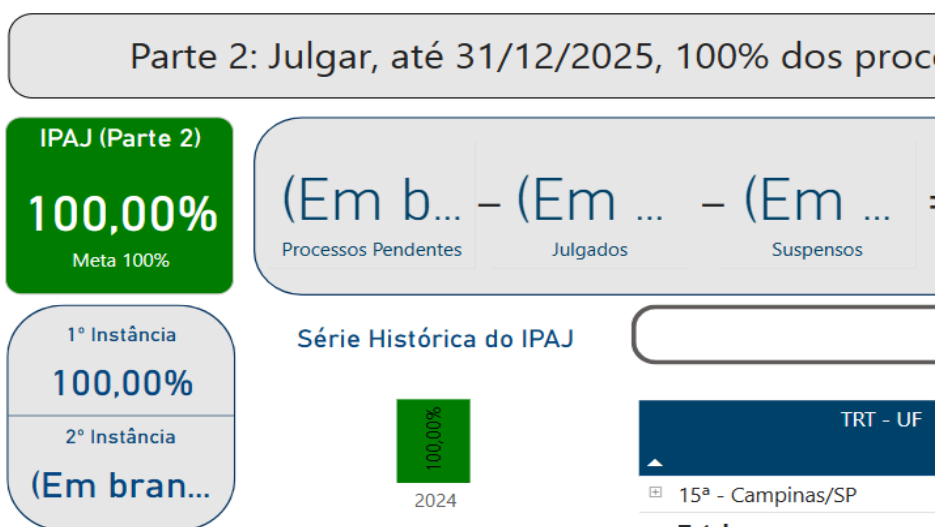 Parte 2: Julgar, até 31/12/2025, 100% dos proc
IPAJ (Parte 2)
100,00%
Meta 100%
(Em b... – (Em ... – (Em ...
Processos Pendentes Julgados Suspensos
1º Instância
100,00%
2º Instância
(Em bran...
Série Histórica do IPAJ
100,00%
2024
TRT - UF
15ª - Campinas/SP